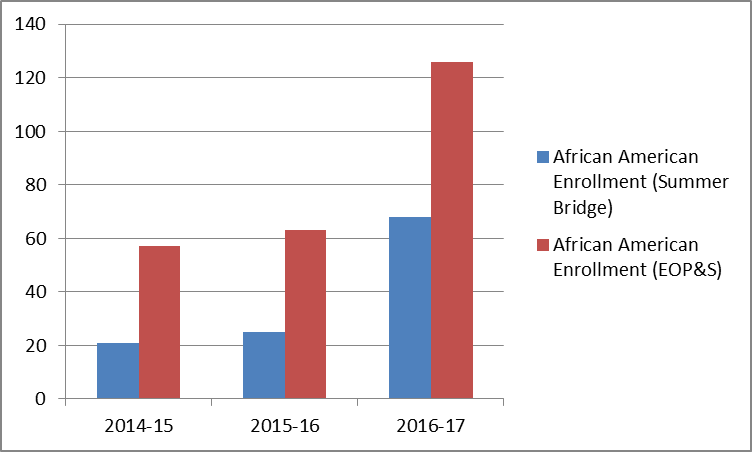 140
120
100
80
60
40
20
0
2014-15
2015-16
2016-17
African American
Enrollment (Summer
Bridge)
African American
Enrollment (EOP&S)